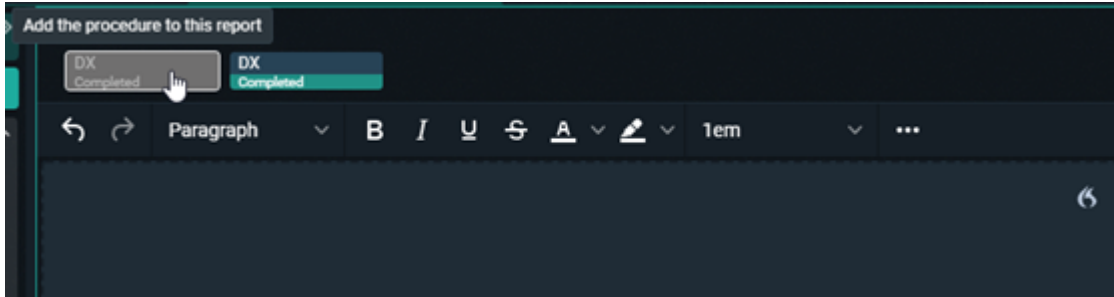 Add the procedure to this report
DX
Completed
DX
Completed
Paragraph
B I U S A 1em